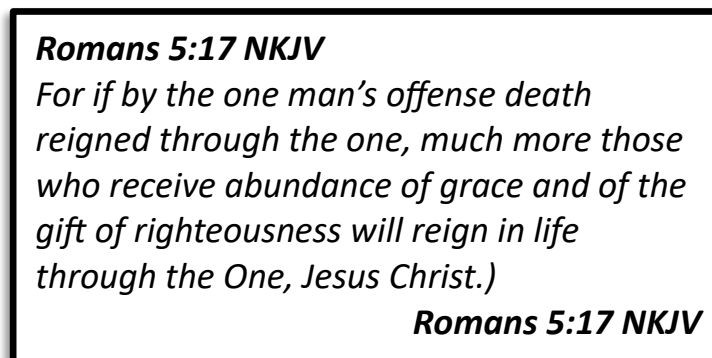 Romans 5:17 NKJV
For if by the one man’s offense death
reigned through the one, much more those
who receive abundance of grace and of the
gift of righteousness will reign in life
through the One, Jesus Christ.)
Romans 5:17 NKJV